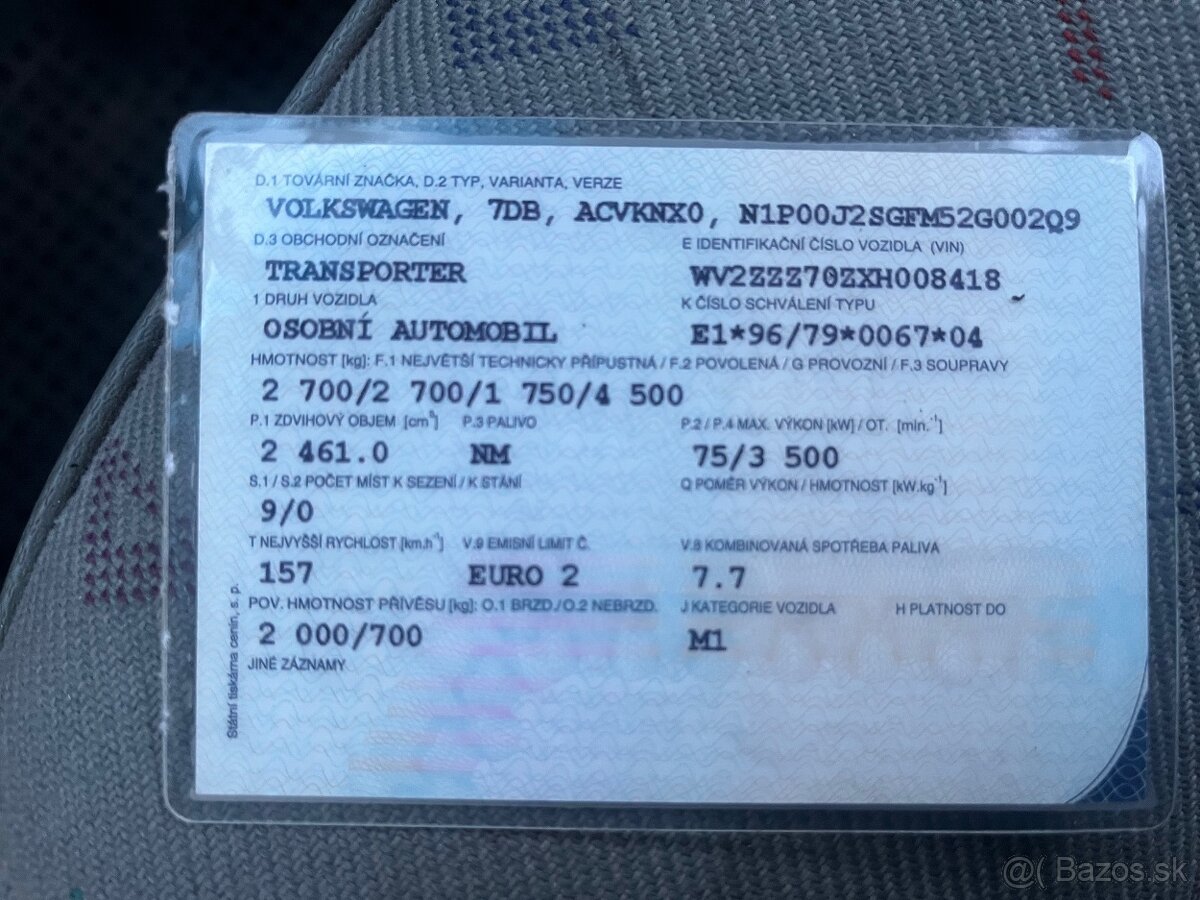 D.1 TOVÁRNÍ ZNAČKA, D.2 TYP, VARIANTA, VERZE
VOLKSWAGEN, 7DB, ACVKNX0, N1P00J2SGFM52G002Q9
D.3 OBCHODNÍ OZNAČENÍ E IDENTIFIKAČNÍ ČÍSLO VOZIDLA (VIN)
TRANSPORTER WV2ZZZ70ZXH008418
1 DRUH VOZIDLA K ČÍSLO SCHVÁLENÍ TYPU
OSOBNÍ AUTOMOBIL E1*96/79*0067*04
HMOTNOST [kg]: F.1 NEJVĚTŠÍ TECHNICKY PŘÍPUSTNÁ / F.2 POVOLENÁ / G PROVOZNÍ / F.3 SOUPRAVY
2 700/2 700/1 750/4 500
P.1 ZDVIHOVÝ OBJEM [cm³] P.3 PALIVO P.2 / P.4 MAX. VÝKON [kW] / OT. [min.⁻¹]
2 461.0 NM 75/3 500
S.1 / S.2 POČET MÍST K SEZENÍ / K STÁNÍ Q POMĚR VÝKON / HMOTNOST [kW.kg⁻¹]
9/0
T NEJVYŠŠÍ RYCHLOST [km.h⁻¹] V.9 EMISNÍ LIMIT Č. V.8 KOMBINOVANÁ SPOTŘEBA PALIVA
157 EURO 2 7.7
POV. HMOTNOST PŘÍVĚSU [kg]: O.1 BRZD./O.2 NEBRZD. J KATEGORIE VOZIDLA H PLATNOST DO
2 000/700 M1
JINÉ ZÁZNAMY
Státní tiskárna cenin, s. p.
@( Bazos.sk